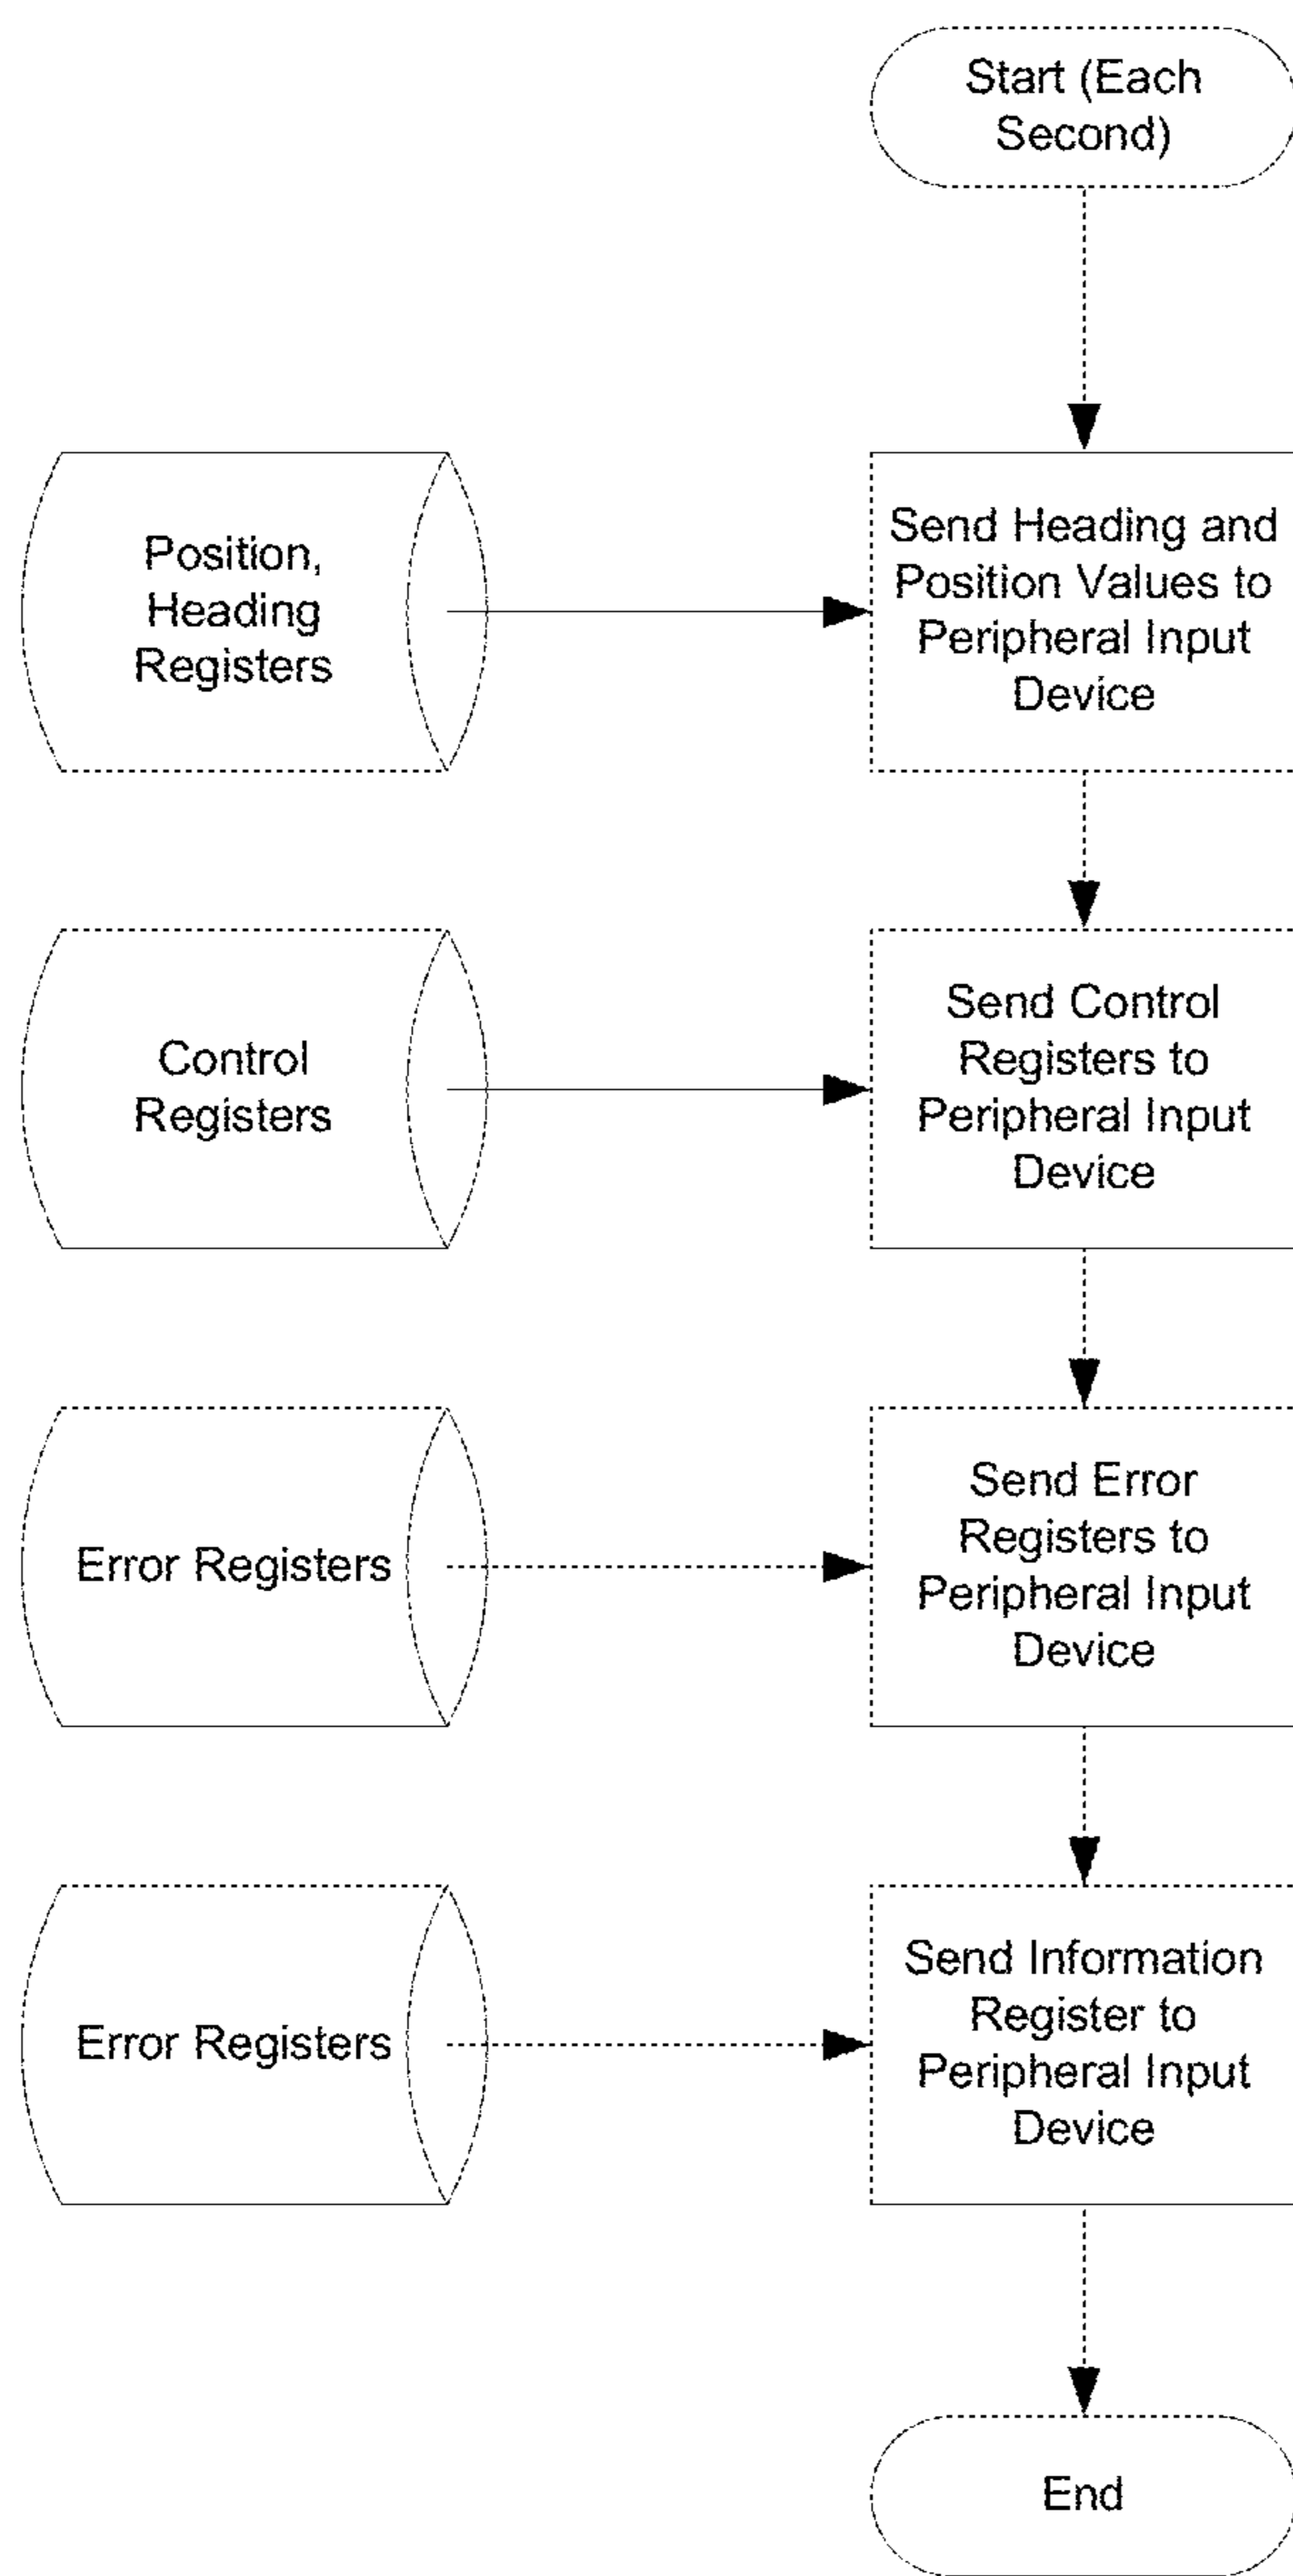 Start (Each
Second)
Position,
Heading
Registers
Send Heading and
Position Values to
Peripheral Input
Device
Control
Registers
Send Control
Registers to
Peripheral Input
Device
Error Registers
Send Error
Registers to
Peripheral Input
Device
Error Registers
Send Information
Register to
Peripheral Input
Device
End